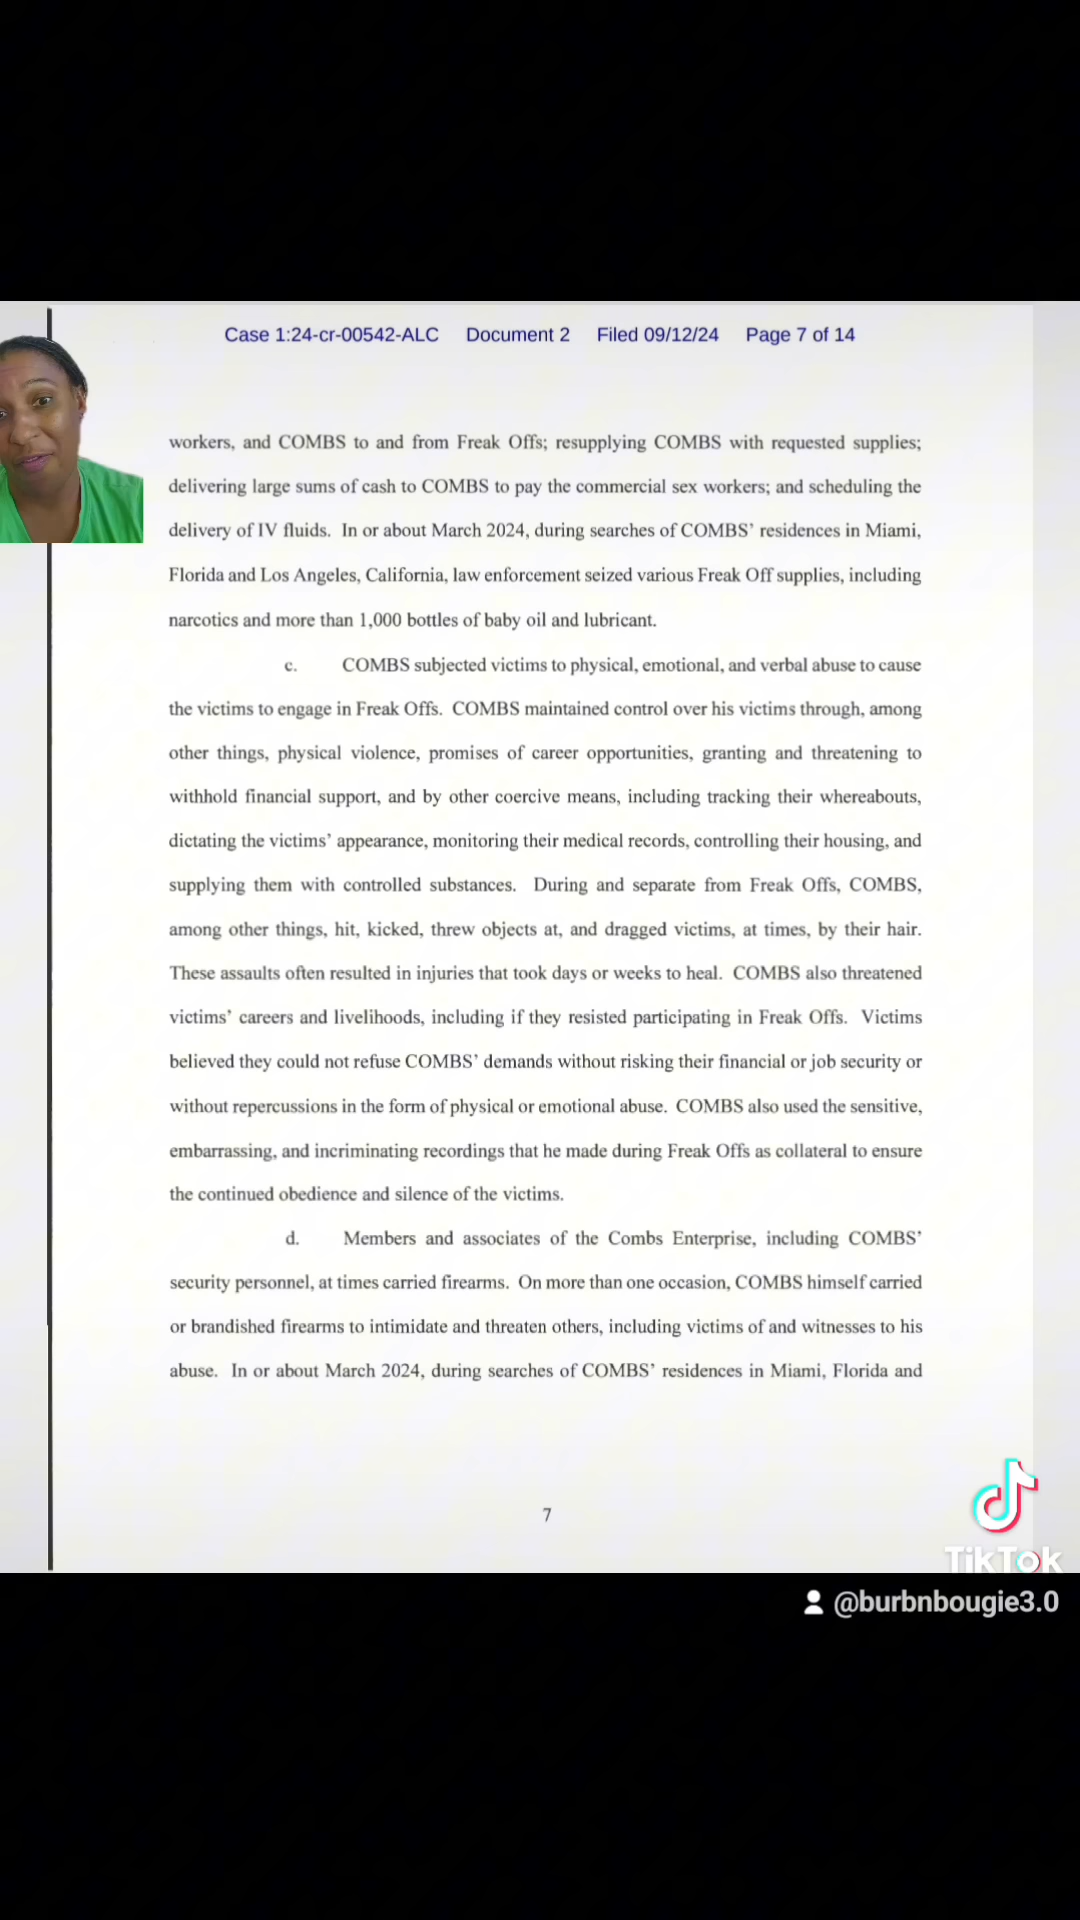 Case 1:24-cr-00542-ALC Document 2 Filed 09/12/24 Page 7 of 14
workers, and COMBS to and from Freak Offs; resupplying COMBS with requested supplies;
delivering large sums of cash to COMBS to pay the commercial sex workers; and scheduling the
delivery of IV fluids. In or about March 2024, during searches of COMBS’ residences in Miami,
Florida and Los Angeles, California, law enforcement seized various Freak Off supplies, including
narcotics and more than 1,000 bottles of baby oil and lubricant.
c. COMBS subjected victims to physical, emotional, and verbal abuse to cause
the victims to engage in Freak Offs. COMBS maintained control over his victims through, among
other things, physical violence, promises of career opportunities, granting and threatening to
withhold financial support, and by other coercive means, including tracking their whereabouts,
dictating the victims’ appearance, monitoring their medical records, controlling their housing, and
supplying them with controlled substances. During and separate from Freak Offs, COMBS,
among other things, hit, kicked, threw objects at, and dragged victims, at times, by their hair.
These assaults often resulted in injuries that took days or weeks to heal. COMBS also threatened
victims’ careers and livelihoods, including if they resisted participating in Freak Offs. Victims
believed they could not refuse COMBS’ demands without risking their financial or job security or
without repercussions in the form of physical or emotional abuse. COMBS also used the sensitive,
embarrassing, and incriminating recordings that he made during Freak Offs as collateral to ensure
the continued obedience and silence of the victims.
d. Members and associates of the Combs Enterprise, including COMBS’
security personnel, at times carried firearms. On more than one occasion, COMBS himself carried
or brandished firearms to intimidate and threaten others, including victims of and witnesses to his
abuse. In or about March 2024, during searches of COMBS’ residences in Miami, Florida and
7
TikTok
@burbnbougie3.0